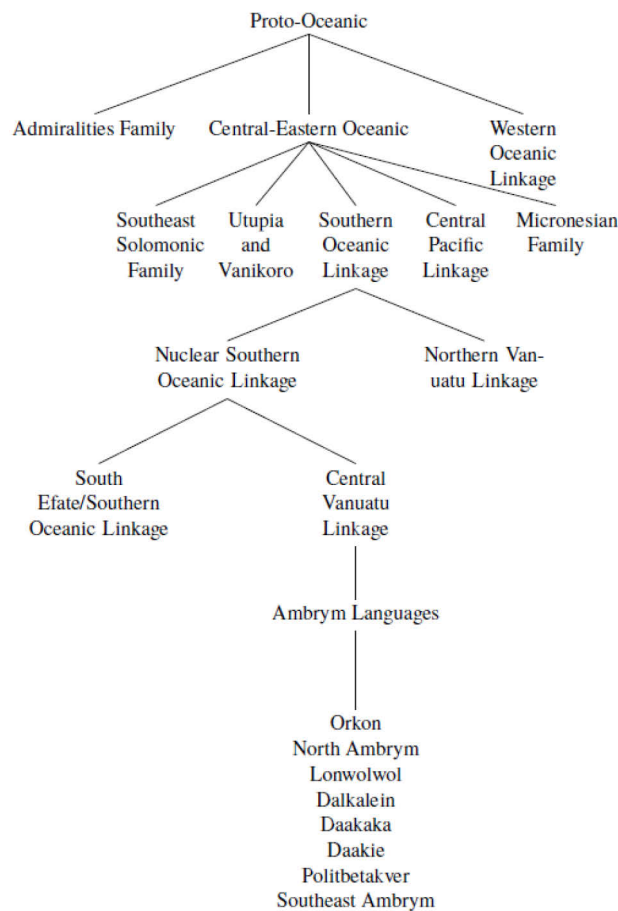 Proto-Oceanic
Admiralities Family
Central-Eastern Oceanic
Western
Oceanic
Linkage
Southeast
Solomonic
Family
Utupia
and
Vanikoro
Southern
Oceanic
Linkage
Central
Pacific
Linkage
Micronesian
Family
Nuclear Southern
Oceanic Linkage
Northern Van-
uatu Linkage
South
Efate/Southern
Oceanic Linkage
Central
Vanuatu
Linkage
Ambrym Languages
Orkon
North Ambrym
Lonwolwol
Dalkalein
Daakaka
Daakie
Politbetakver
Southeast Ambrym